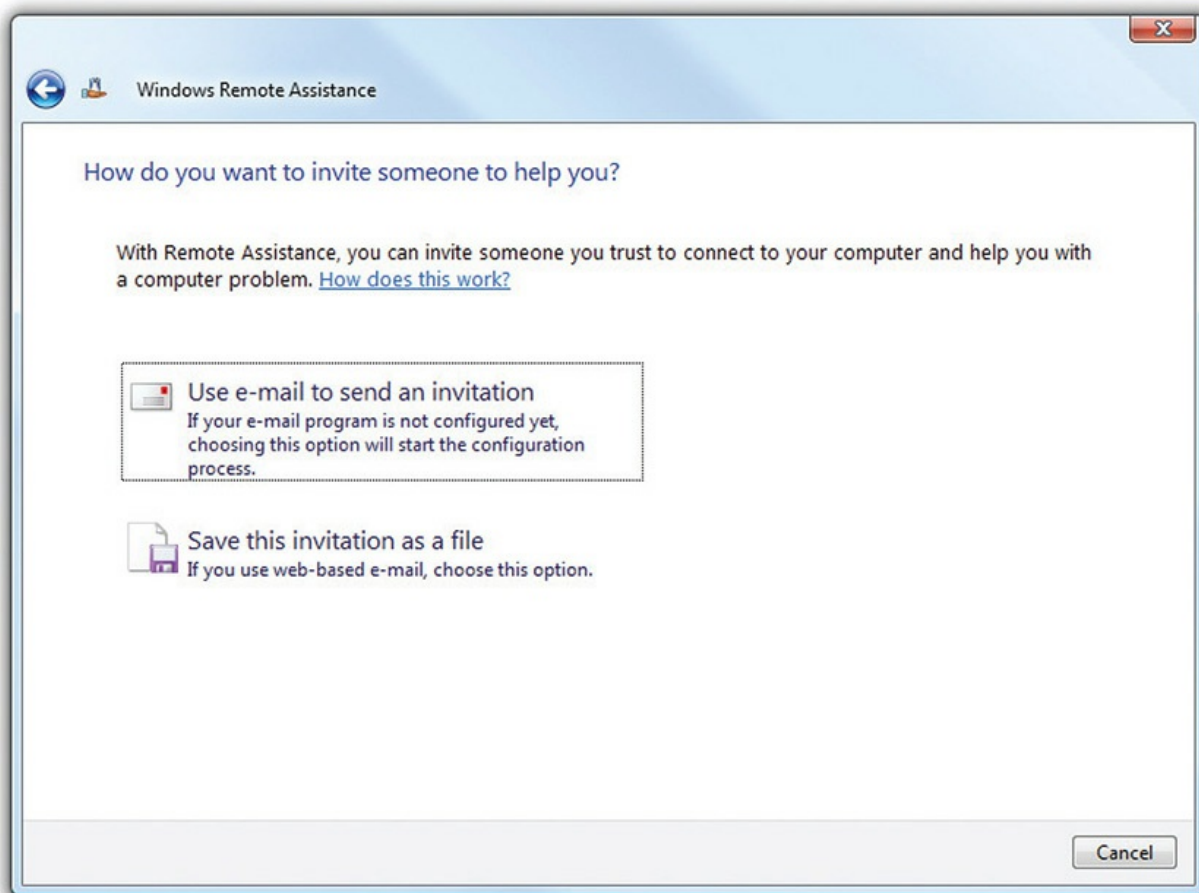 Windows Remote Assistance
How do you want to invite someone to help you?
With Remote Assistance, you can invite someone you trust to connect to your computer and help you with
a computer problem. How does this work?
Use e-mail to send an invitation
If your e-mail program is not configured yet,
choosing this option will start the configuration
process.
Save this invitation as a file
If you use web-based e-mail, choose this option.
Cancel